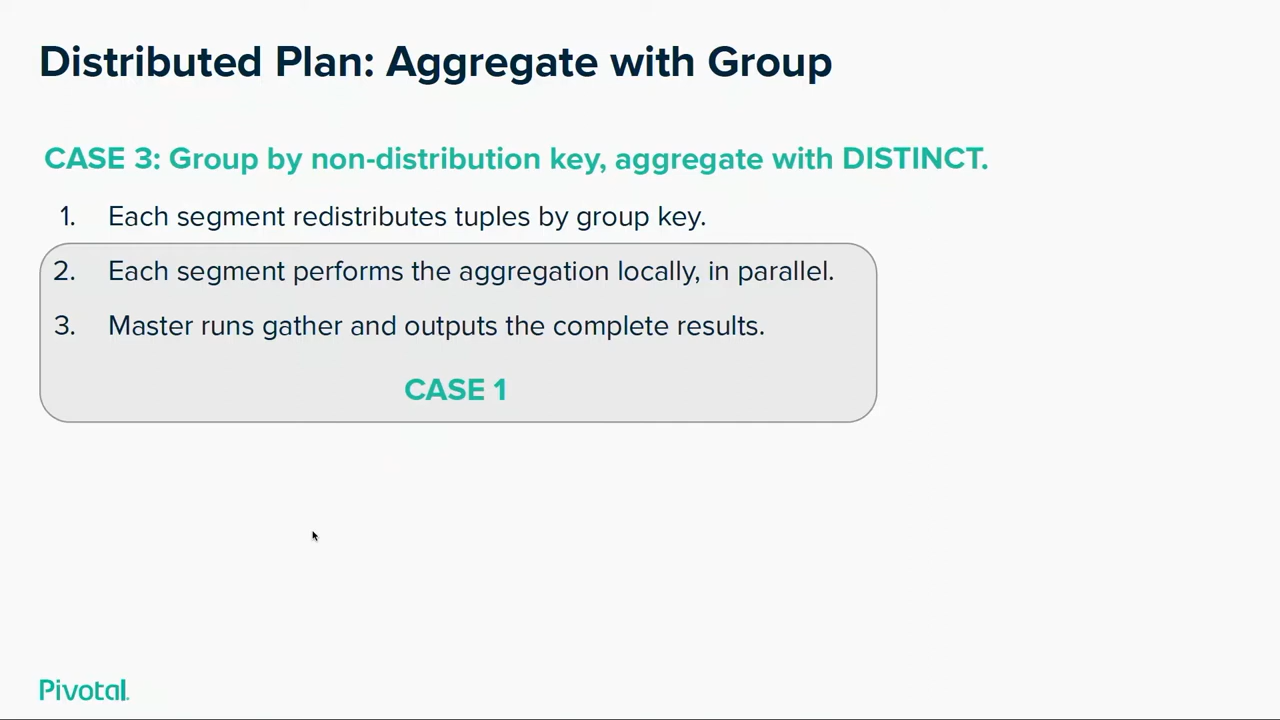 Distributed Plan: Aggregate with Group
CASE 3: Group by non-distribution key, aggregate with DISTINCT.
1. Each segment redistributes tuples by group key.
2. Each segment performs the aggregation locally, in parallel.
3. Master runs gather and outputs the complete results.
CASE 1
Pivotal.